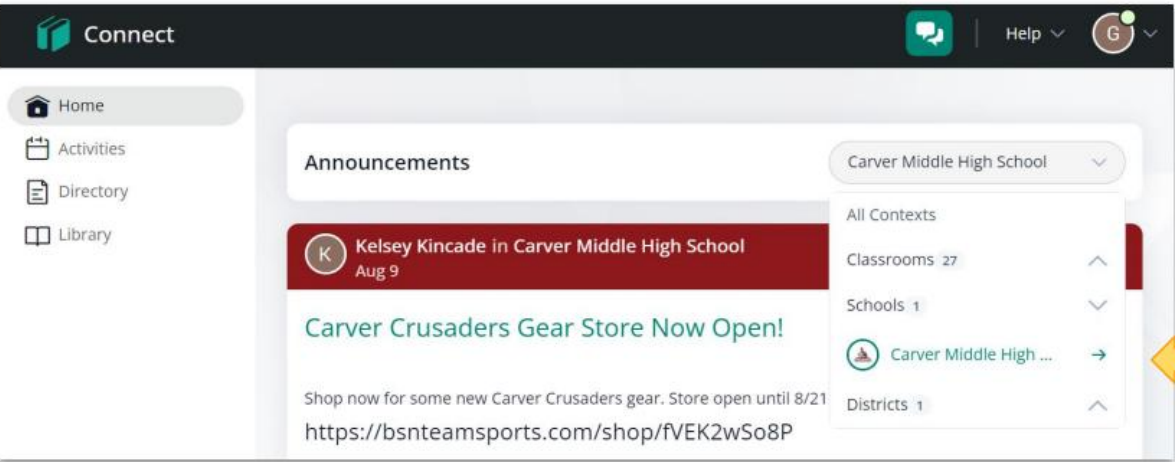 Connect
Help
G
Home
Activities
Directory
Library
Announcements
Carver Middle High School
All Contexts
Classrooms 27
Schools 1
Carver Middle High ...
Districts 1
K
Kelsey Kincade in Carver Middle High School
Aug 9
Carver Crusaders Gear Store Now Open!
Shop now for some new Carver Crusaders gear. Store open until 8/21
https://bsnteamsports.com/shop/fVEK2wSo8P